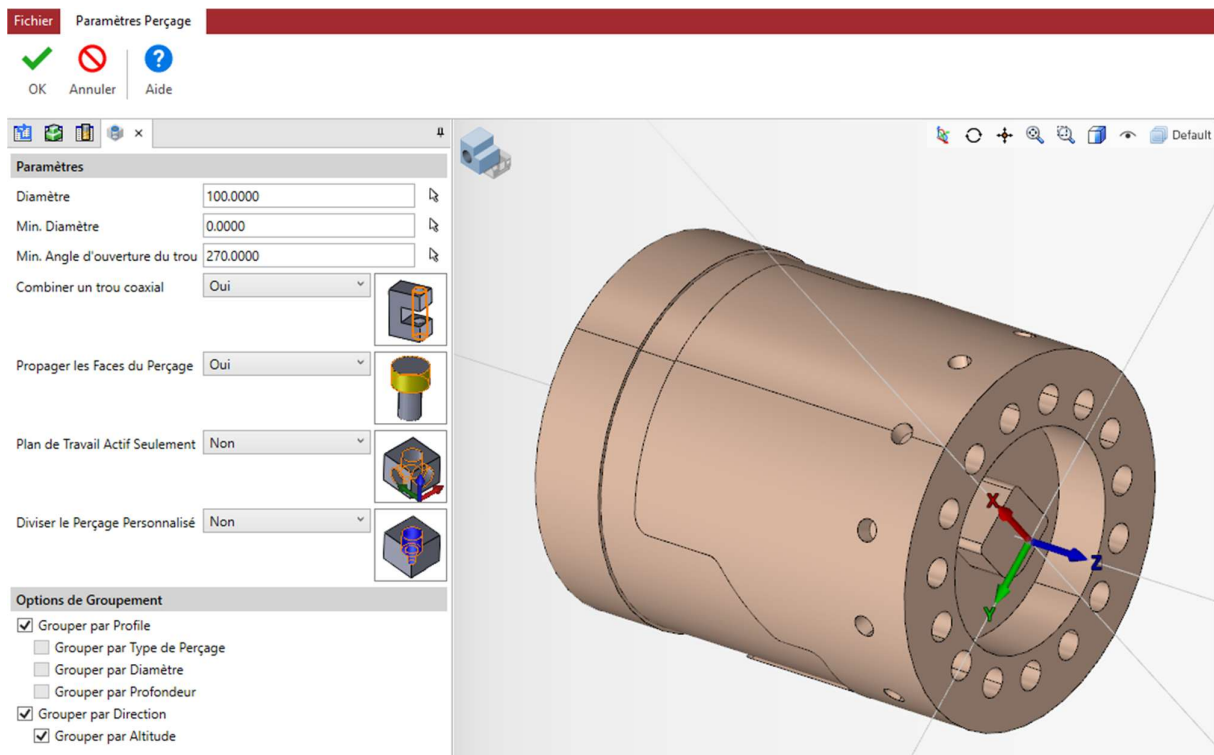 Fichier Paramètres Perçage
OK Annuler Aide
Default
Paramètres
Diamètre 100.0000
Min. Diamètre 0.0000
Min. Angle d'ouverture du trou 270.0000
Combiner un trou coaxial Oui
Propager les Faces du Perçage Oui
Plan de Travail Actif Seulement Non
Diviser le Perçage Personnalisé Non
Options de Groupement
Grouper par Profile
Grouper par Type de Perçage
Grouper par Diamètre
Grouper par Profondeur
Grouper par Direction
Grouper par Altitude
X
Z
Y